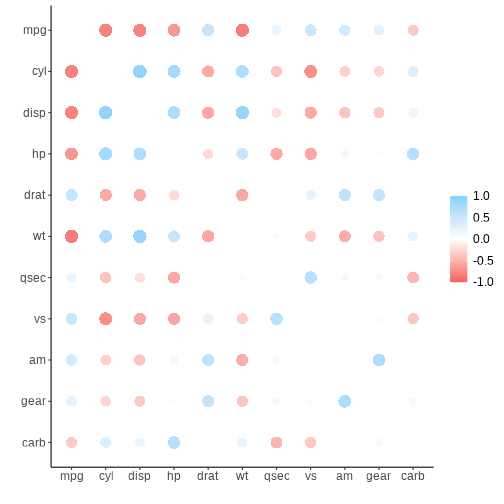 mpg
cyl
disp
hp
drat
wt
qsec
vs
am
gear
carb
1.0
0.5
0.0
-0.5
-1.0
mpg cyl disp hp drat wt qsec vs am gear carb